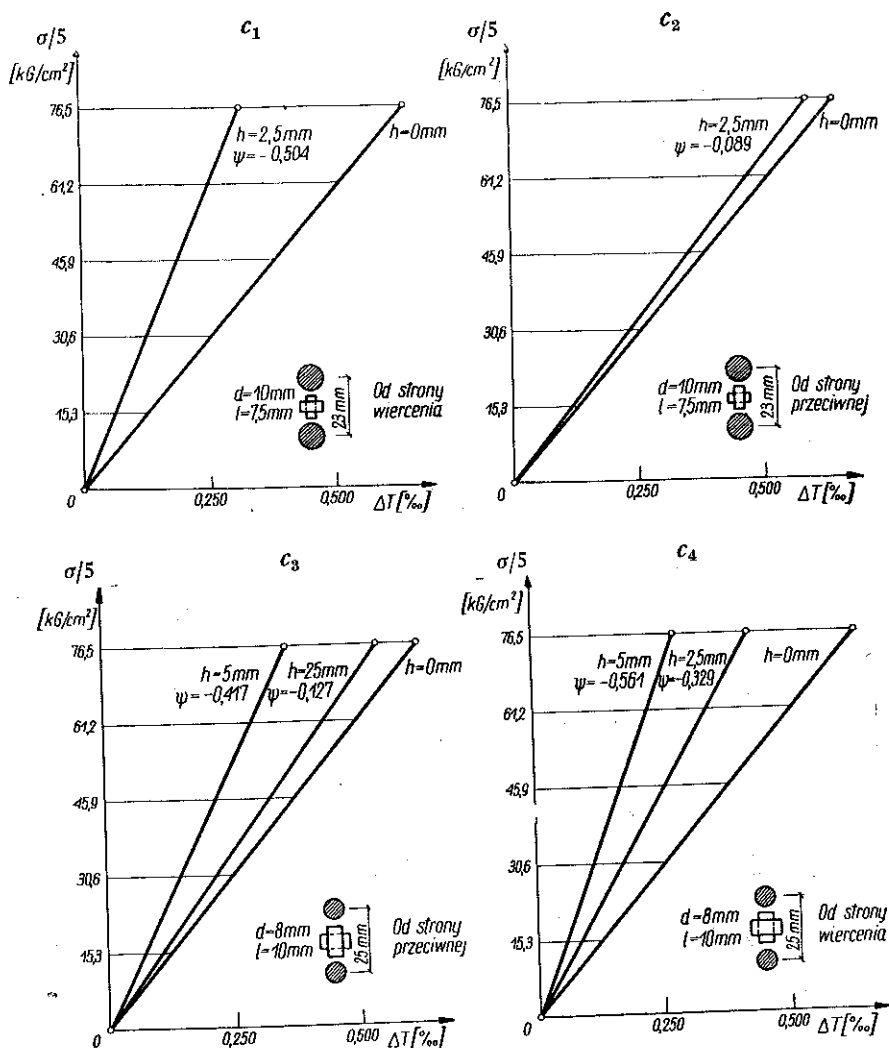 c₁
σ/5
[kG/cm²]
76,5
61,2
45,9
30,6
15,3
0
h=2,5mm
ψ=-0,504
h=0mm
d=10mm
l=7,5mm
23mm
Od strony
wiercenia
0,250
0,500
ΔT[‰]
c₂
σ/5
[kG/cm²]
76,5
61,2
45,9
30,6
15,3
0
h=2,5mm
ψ=-0,089
h=0mm
d=10mm
l=7,5mm
23mm
Od strony
przeciwnej
0,250
0,500
ΔT[‰]
c₃
σ/5
[kG/cm²]
76,5
61,2
45,9
30,6
15,3
0
h=5mm
ψ=-0,417
h=25mm
ψ=-0,127
h=0mm
d=8mm
l=10mm
25mm
Od strony
przeciwnej
0,250
0,500
ΔT[‰]
c₄
σ/5
[kG/cm²]
76,5
61,2
45,9
30,6
15,3
0
h=5mm
ψ=-0,561
h=2,5mm
ψ=-0,329
h=0mm
d=8mm
l=10mm
25mm
Od strony
wiercenia
0,250
0,500
ΔT[‰]